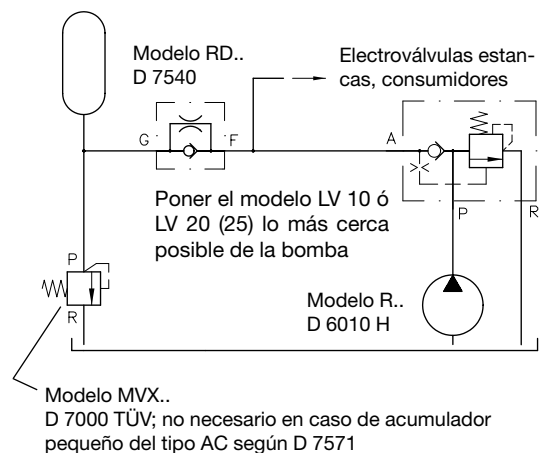 Modelo RD..
D 7540
Electroválvulas estan-
cas, consumidores
G
F
A
Poner el modelo LV 10 ó
LV 20 (25) lo más cerca
posible de la bomba
P
R
P
R
Modelo R..
D 6010 H
Modelo MVX..
D 7000 TÜV; no necesario en caso de acumulador
pequeño del tipo AC según D 7571